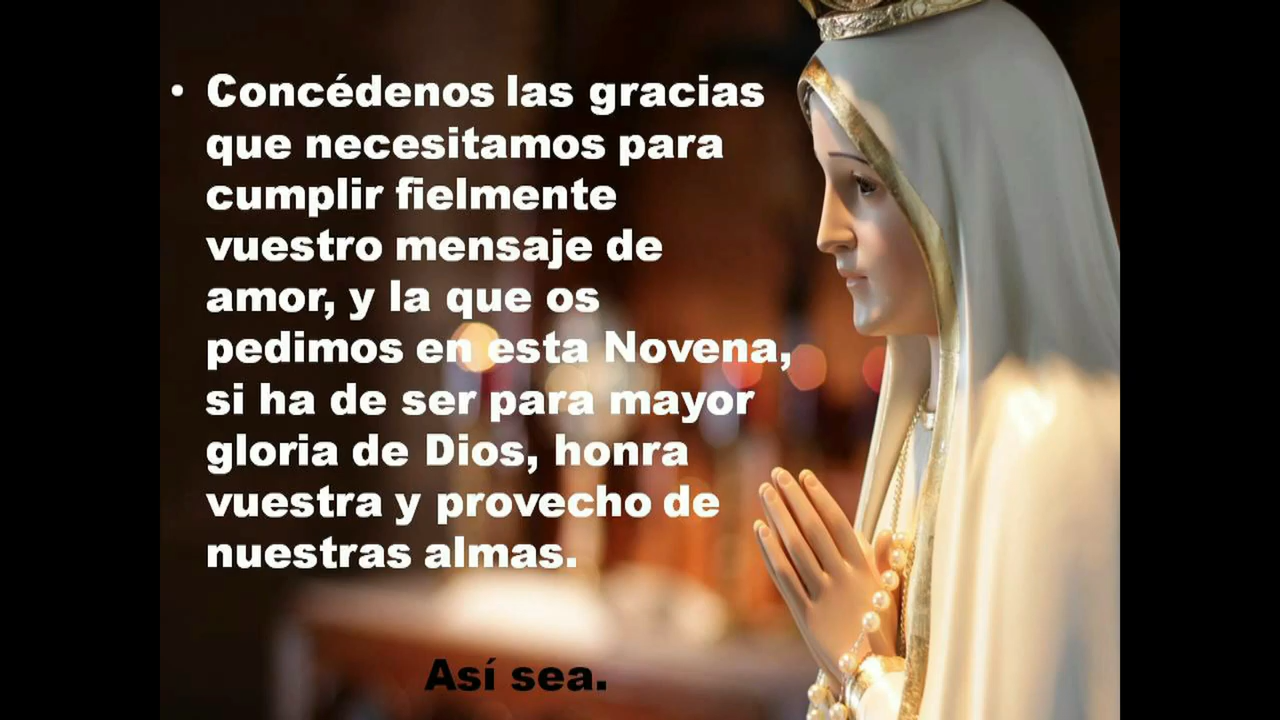 • Concédenos las gracias
que necesitamos para
cumplir fielmente
vuestro mensaje de
amor, y la que os
pedimos en esta Novena,
si ha de ser para mayor
gloria de Dios, honra
vuestra y provecho de
nuestras almas.
Así sea.